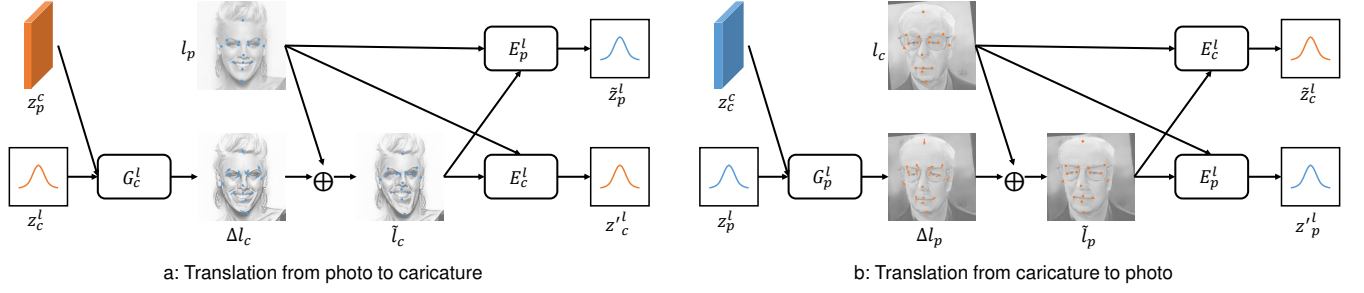 l_p
E_p^l
z̃_p^l
z_p^c
G_c^l
E_c^l
z_c^l
Δl_c
l̃_c
z'_c^l
a: Translation from photo to caricature
l_c
E_c^l
z̃_c^l
z_c^c
G_p^l
E_p^l
z_p^l
Δl_p
l̃_p
z'_p^l
b: Translation from caricature to photo